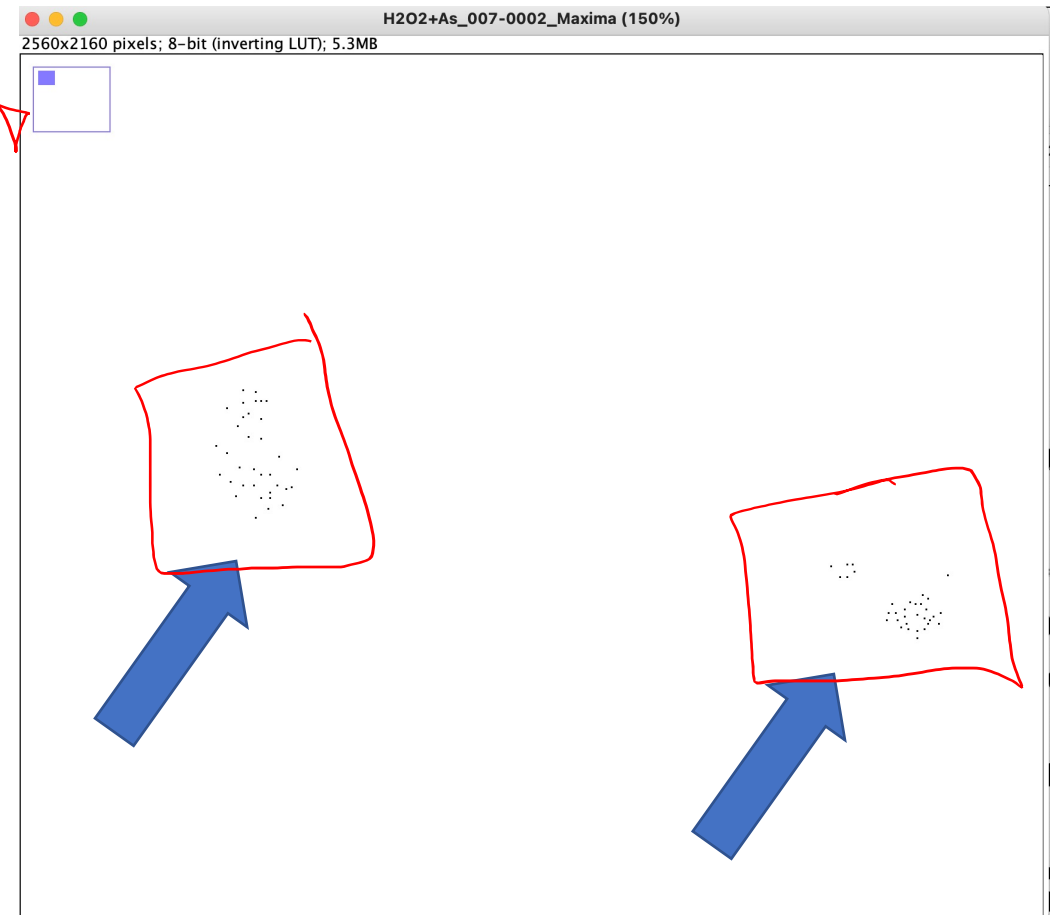 H2O2+As_007-0002_Maxima (150%)
2560x2160 pixels; 8-bit (inverting LUT); 5.3MB